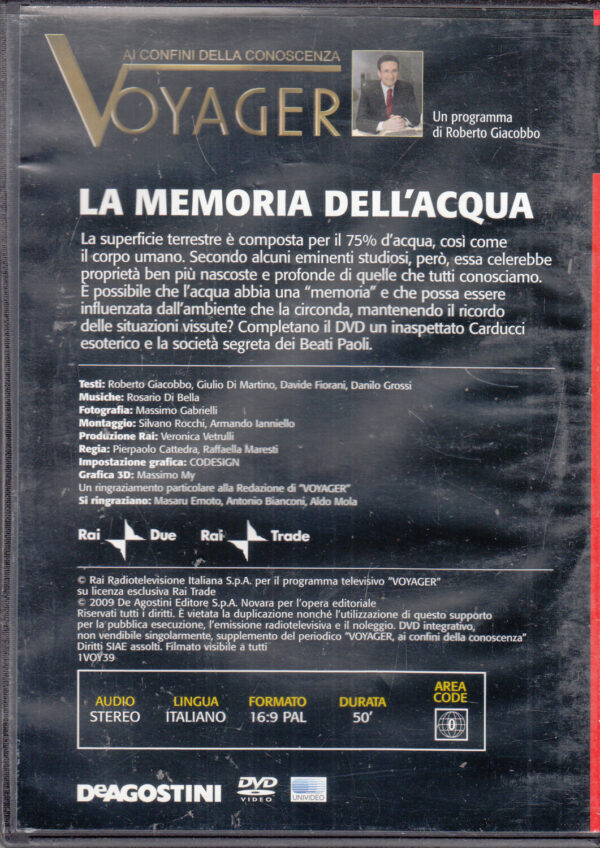 AI CONFINI DELLA CONOSCENZA
VOYAGER
Un programma
di Roberto Giacobbo
LA MEMORIA DELL'ACQUA
La superficie terrestre è composta per il 75% d'acqua, così come
il corpo umano. Secondo alcuni eminenti studiosi, però, essa celerebbe
proprietà ben più nascoste e profonde di quelle che tutti conosciamo.
È possibile che l'acqua abbia una "memoria" e che possa essere
influenzata dall'ambiente che la circonda, mantenendo il ricordo
delle situazioni vissute? Completano il DVD un inaspettato Carducci
esoterico e la società segreta dei Beati Paoli.
Testi: Roberto Giacobbo, Giulio Di Martino, Davide Fiorani, Danilo Grossi
Musiche: Rosario Di Bella
Fotografia: Massimo Gabrielli
Montaggio: Silvano Rocchi, Armando Ianniello
Produzione Rai: Veronica Vetrulli
Regia: Pierpaolo Cattedra, Raffaella Maresti
Impostazione grafica: CODESIGN
Grafica 3D: Massimo My
Un ringraziamento particolare alla Redazione di "VOYAGER"
Si ringraziano: Masaru Emoto, Antonio Bianconi, Aldo Mola
Rai Due Rai Trade
© Rai Radiotelevisione Italiana S.p.A. per il programma televisivo "VOYAGER"
su licenza esclusiva Rai Trade
© 2009 De Agostini Editore S.p.A. Novara per l'opera editoriale
Riservati tutti i diritti. È vietata la duplicazione nonché l'utilizzazione di questo supporto
per la pubblica esecuzione, l'emissione radiotelevisiva e il noleggio. DVD integrativo,
non vendibile singolarmente, supplemento del periodico "VOYAGER, ai confini della conoscenza"
Diritti SIAE assolti. Filmato visibile a tutti
1VOY39
AUDIO LINGUA FORMATO DURATA AREA CODE
STEREO ITALIANO 16:9 PAL 50' 0
DEAGOSTINI DVD VIDEO UNIVIDEO